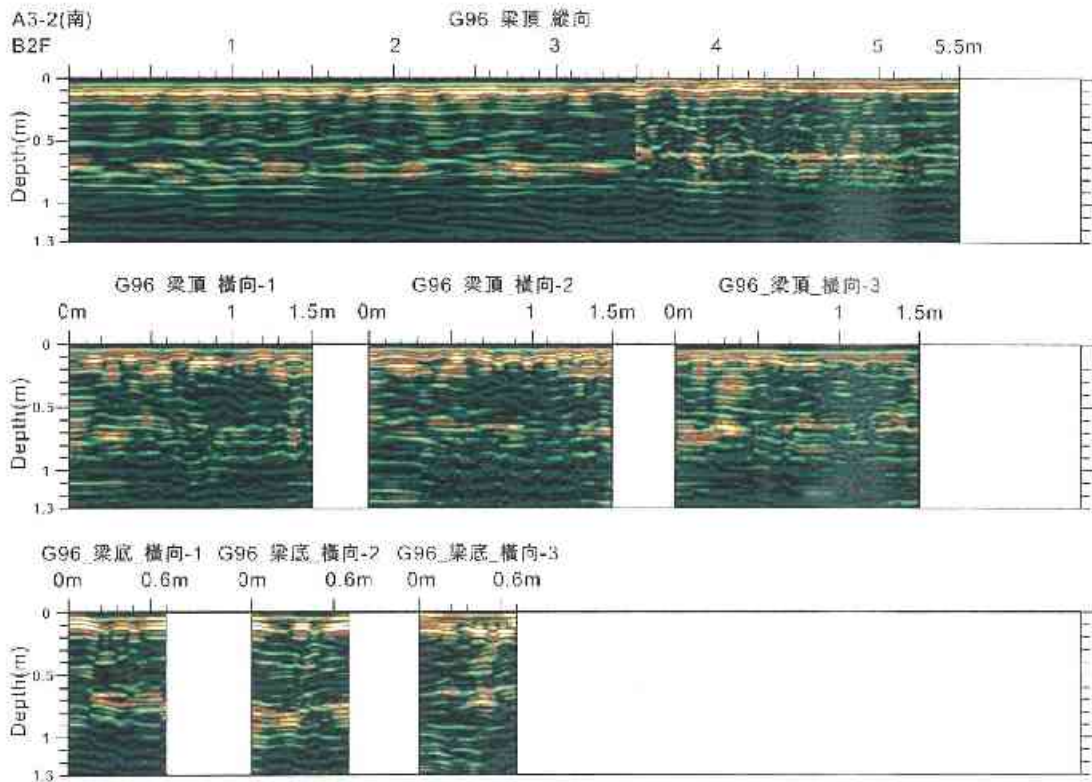 A3-2(南)
G96 梁頂 縱向
B2F
1 2 3 4 5 5.5m
0
0.5
1
1.3
Depth(m)
G96 梁頂 橫向-1
G96 梁頂 橫向-2
G96_梁頂_橫向-3
0m 1 1.5m
0m 1 1.5m
0m 1 1.5m
0
0.5
1
1.3
Depth(m)
G96_梁底 橫向-1
G96 梁底_橫向-2
G96_梁底_橫向-3
0m 0.6m
0m 0.6m
0m 0.6m
0
0.5
1
1.3
Depth(m)